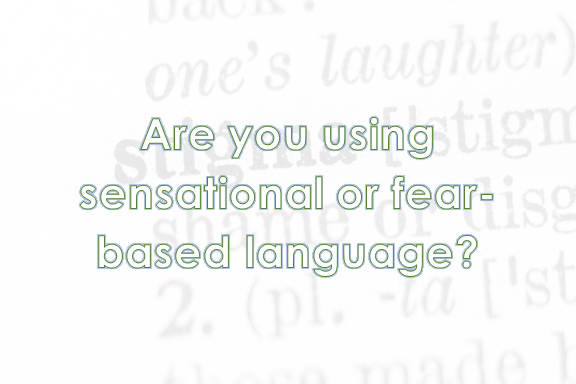 back.
one's laughter)
Are you using
stigma ['stigm
sensational or fear-
shame or disg
based language?
2. (pl. -ta ['st
those made b